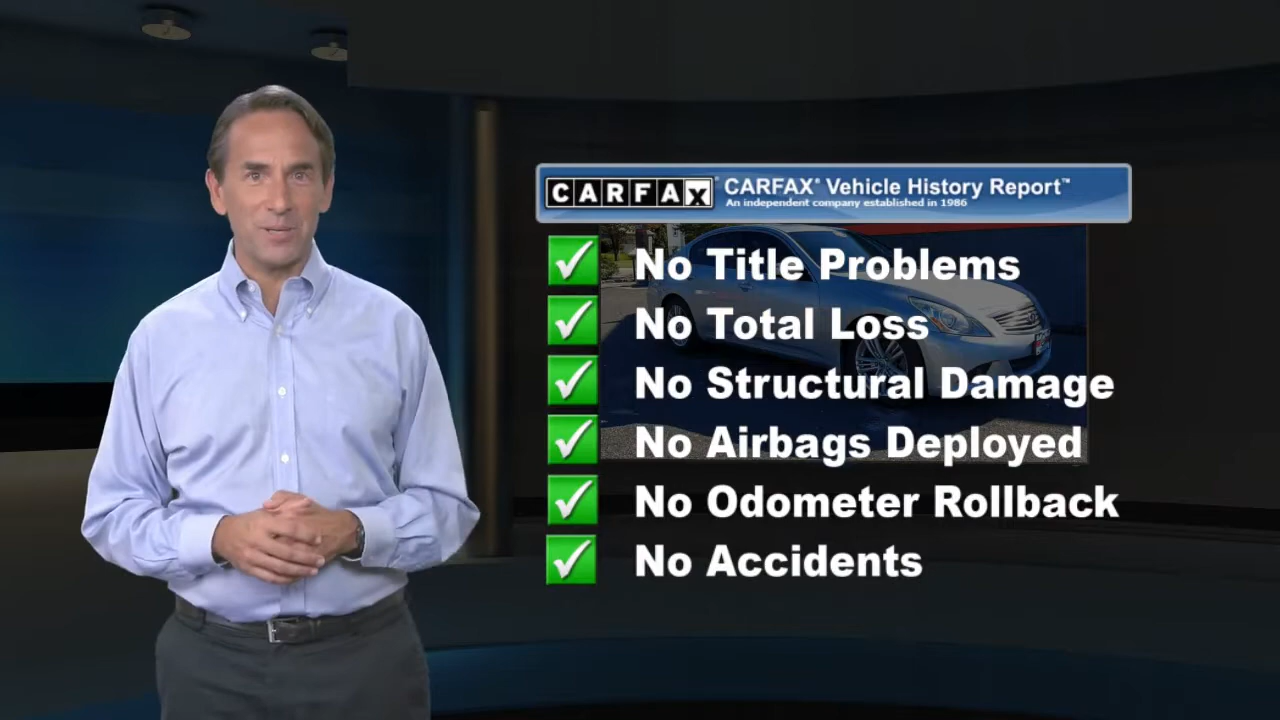 CARFAX® CARFAX® Vehicle History Report™
An independent company established in 1986
No Title Problems
No Total Loss
No Structural Damage
No Airbags Deployed
No Odometer Rollback
No Accidents